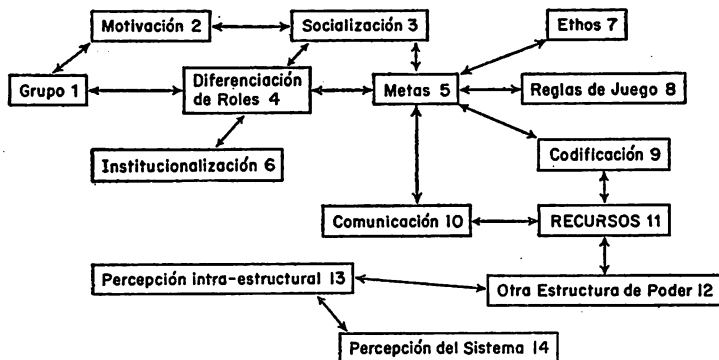 Motivación 2
Socialización 3
Ethos 7
Grupo 1
Diferenciación
de Roles 4
Metas 5
Reglas de Juego 8
Institucionalización 6
Codificación 9
Comunicación 10
RECURSOS 11
Percepción intra-estructural 13
Otra Estructura de Poder 12
Percepción del Sistema 14